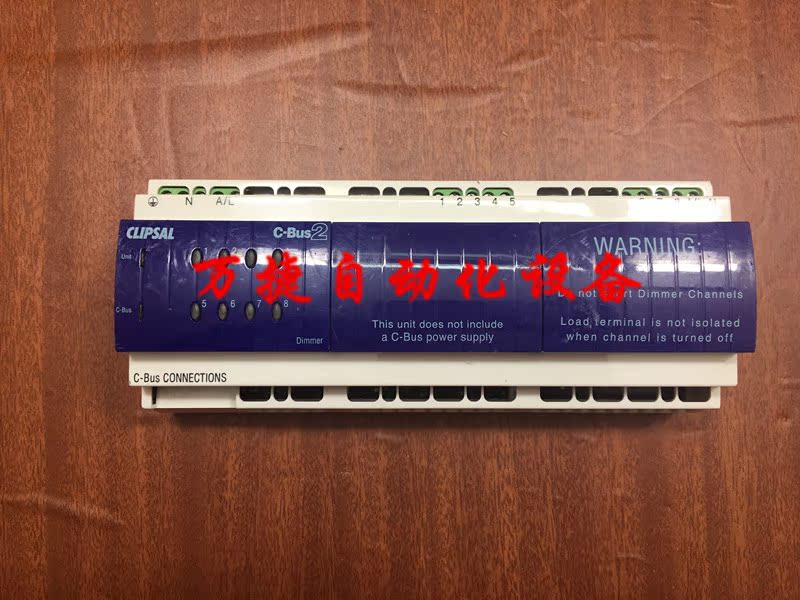 N A/L 1 2 3 4 5
CLIPSAL C-Bus2
WARNING:
Unit
万捷自动化设备
Dimmer Channels
C-Bus 5 6 7 8
This unit does not include
a C-Bus power supply
Load terminal is not isolated
when channel is turned off
Dimmer
C-Bus CONNECTIONS